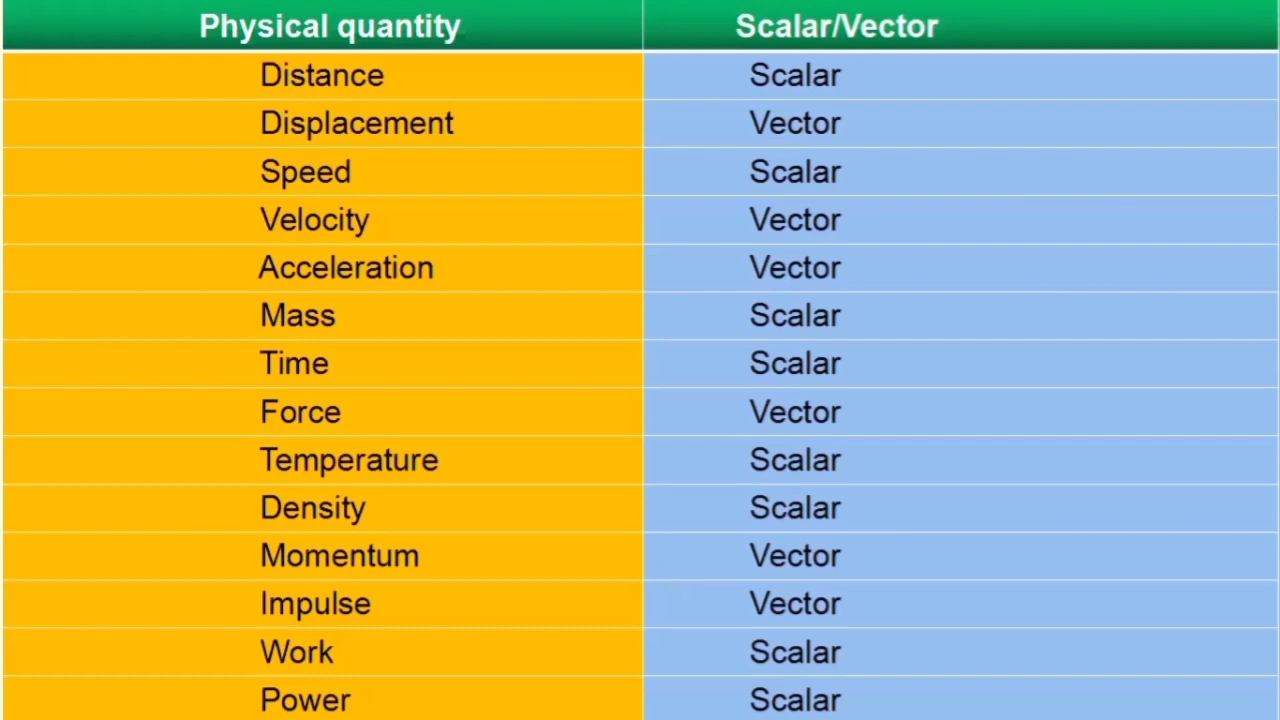 Physical quantity Scalar/Vector
Distance Scalar
Displacement Vector
Speed Scalar
Velocity Vector
Acceleration Vector
Mass Scalar
Time Scalar
Force Vector
Temperature Scalar
Density Scalar
Momentum Vector
Impulse Vector
Work Scalar
Power Scalar